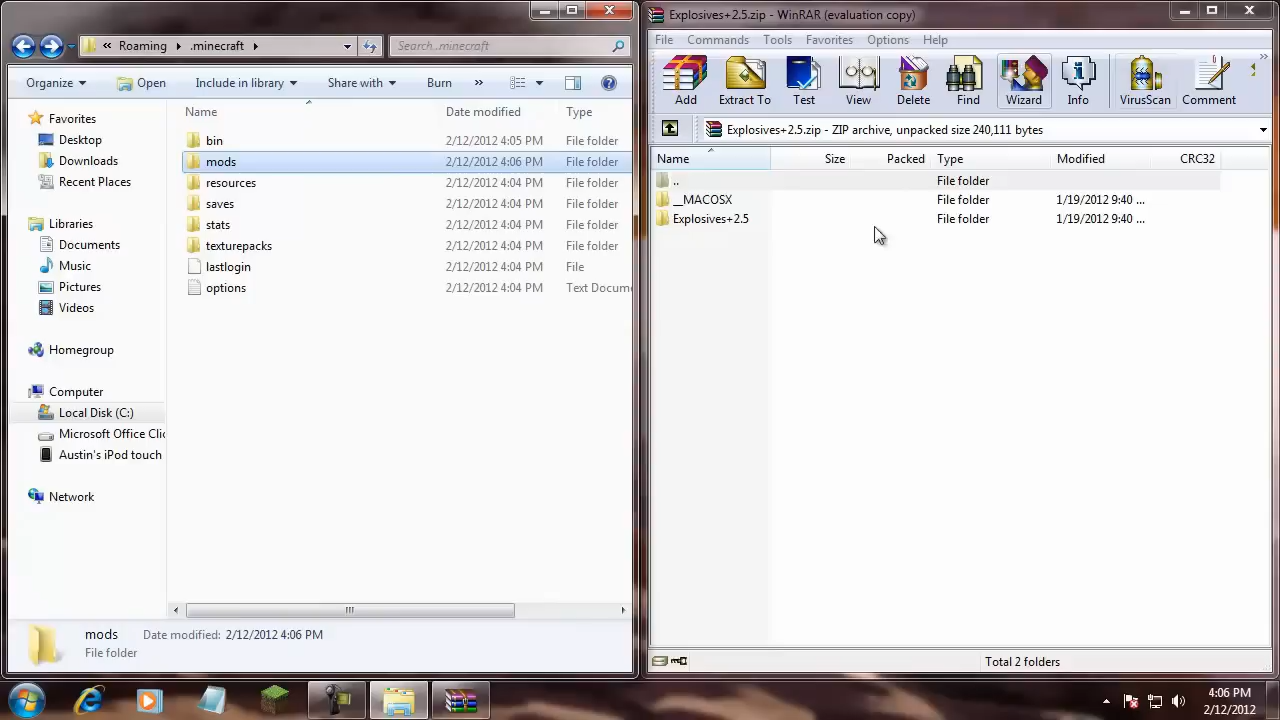 « Roaming ▸ .minecraft ▸
Search .minecraft
Organize
Open
Include in library
Share with
Burn
»
Name
Date modified
Type
Favorites
Desktop
Downloads
Recent Places
Libraries
Documents
Music
Pictures
Videos
Homegroup
Computer
Local Disk (C:)
Microsoft Office Clic
Austin's iPod touch
Network
bin 2/12/2012 4:05 PM File folder
mods 2/12/2012 4:06 PM File folder
resources 2/12/2012 4:04 PM File folder
saves 2/12/2012 4:04 PM File folder
stats 2/12/2012 4:04 PM File folder
texturepacks 2/12/2012 4:04 PM File folder
lastlogin 2/12/2012 4:04 PM File
options 2/12/2012 4:04 PM Text Docume
mods Date modified: 2/12/2012 4:06 PM
File folder
Explosives+2.5.zip - WinRAR (evaluation copy)
File Commands Tools Favorites Options Help
Add Extract To Test View Delete Find Wizard Info VirusScan Comment
»
Explosives+2.5.zip - ZIP archive, unpacked size 240,111 bytes
Name Size Packed Type Modified CRC32
.. File folder
__MACOSX File folder 1/19/2012 9:40 ...
Explosives+2.5 File folder 1/19/2012 9:40 ...
Total 2 folders
4:06 PM
2/12/2012